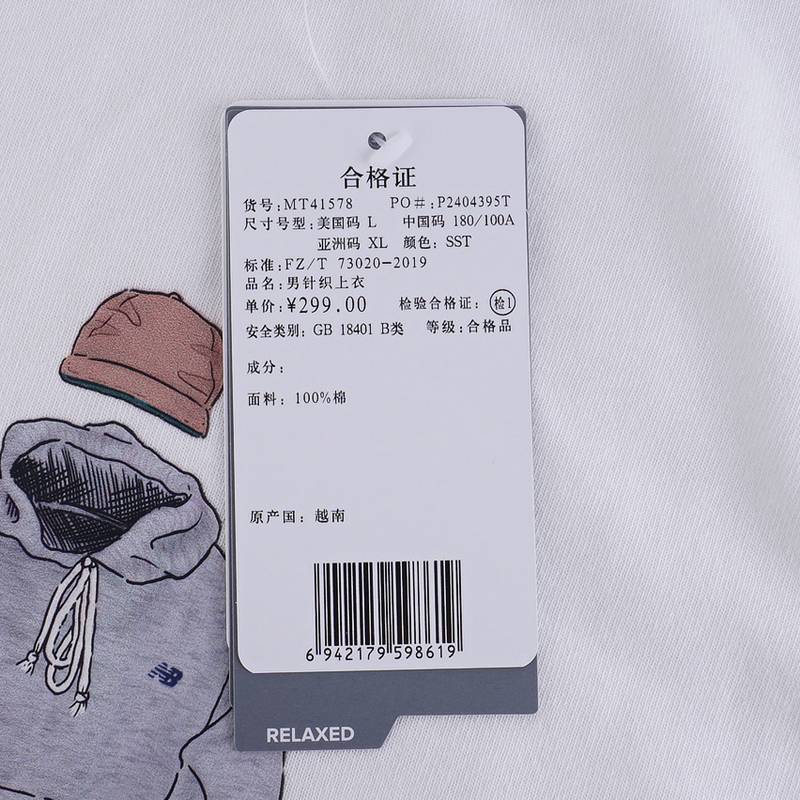 合格证
货号:MT41578 PO#:P2404395T
尺寸号型:美国码 L 中国码 180/100A
亚洲码 XL 颜色: SST
标准:FZ/T 73020-2019
品名:男针织上衣
单价:¥299.00 检验合格证: 检1
安全类别: GB 18401 B类 等级:合格品
成分:
面料: 100%棉
原产国: 越南
6 942179 598619
RELAXED
NB